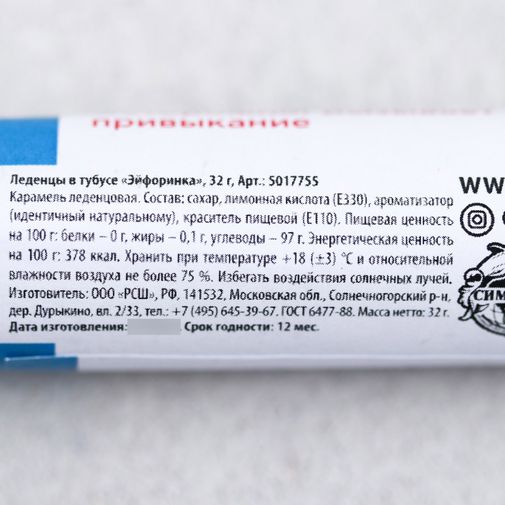 привыкание
Леденцы в тубусе «Эйфоринка», 32 г, Арт.: 5017755
Карамель леденцовая. Состав: сахар, лимонная кислота (Е330), ароматизатор
(идентичный натуральному), краситель пищевой (Е110). Пищевая ценность
на 100 г: белки – 0 г, жиры – 0,1 г, углеводы – 97 г. Энергетическая ценность
на 100 г: 378 ккал. Хранить при температуре +18 (±3) °С и относительной
влажности воздуха не более 75 %. Избегать воздействия солнечных лучей.
Изготовитель: ООО «РСШ», РФ, 141532, Московская обл., Солнечногорский р-н,
дер. Дурыкино, вл. 2/33, тел.: +7 (495) 645-39-67. ГОСТ 6477-88. Масса нетто: 32 г.
Дата изготовления: Срок годности: 12 мес.
WW
СИМ